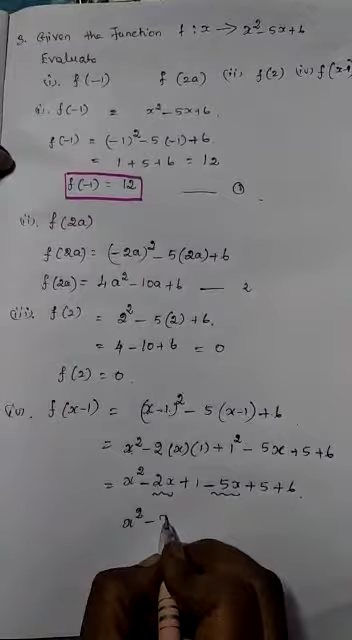 3. Given the function f : x → x² - 5x + 6
Evaluate
(i). f(-1) f(2a) (ii) f(2) (iv) f(x-1)
(i). f(-1) = x² - 5x + 6.
f(-1) = (-1)² - 5(-1) + 6.
= 1 + 5 + 6 = 12
f(-1) = 12 —— ①.
(ii). f(2a)
f(2a) = (-2a)² - 5(2a) + 6
f(2a) = 4a² - 10a + 6 —— 2
(iii). f(2) = 2² - 5(2) + 6.
= 4 - 10 + 6 = 0
f(2) = 0.
(iv). f(x-1) = (x-1)² - 5(x-1) + 6.
= x² - 2(x)(1) + 1² - 5x + 5 + 6
= x² - 2x + 1 - 5x + 5 + 6.
x² -